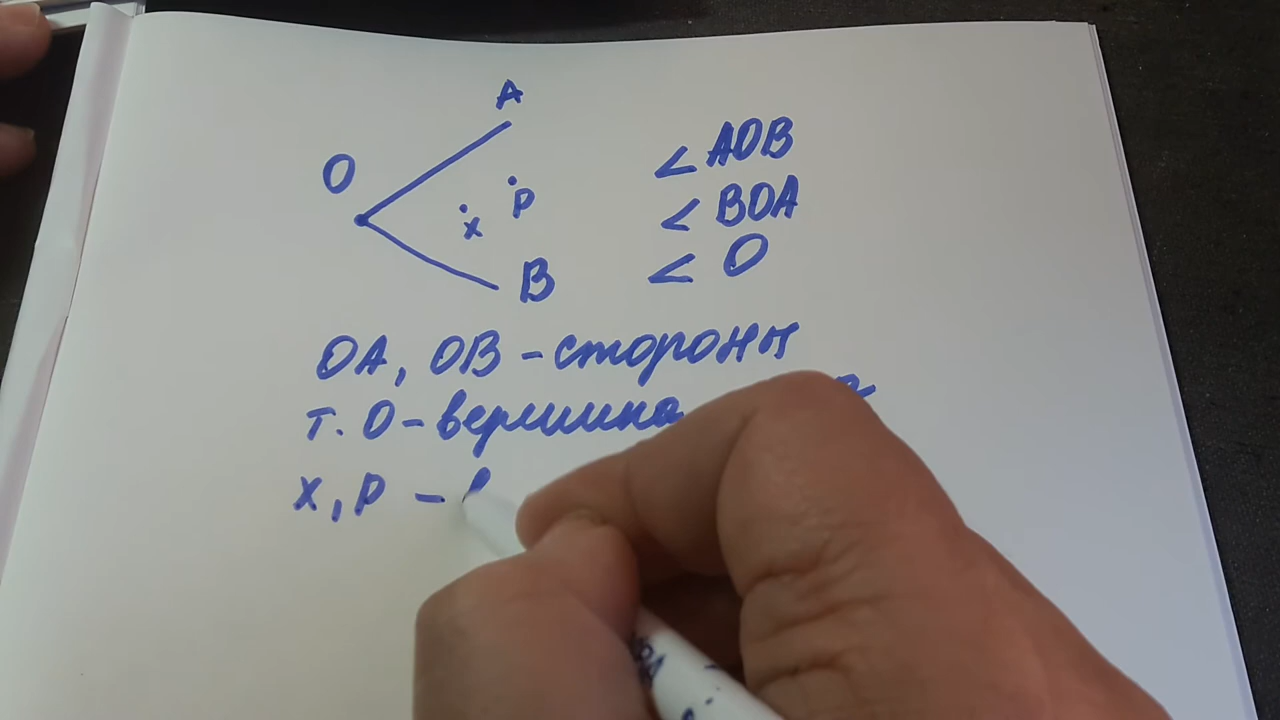 A
O
P
x
B
< AOB
< BOA
< O
OA, OB - стороны
т. O - вершина
x, P - в